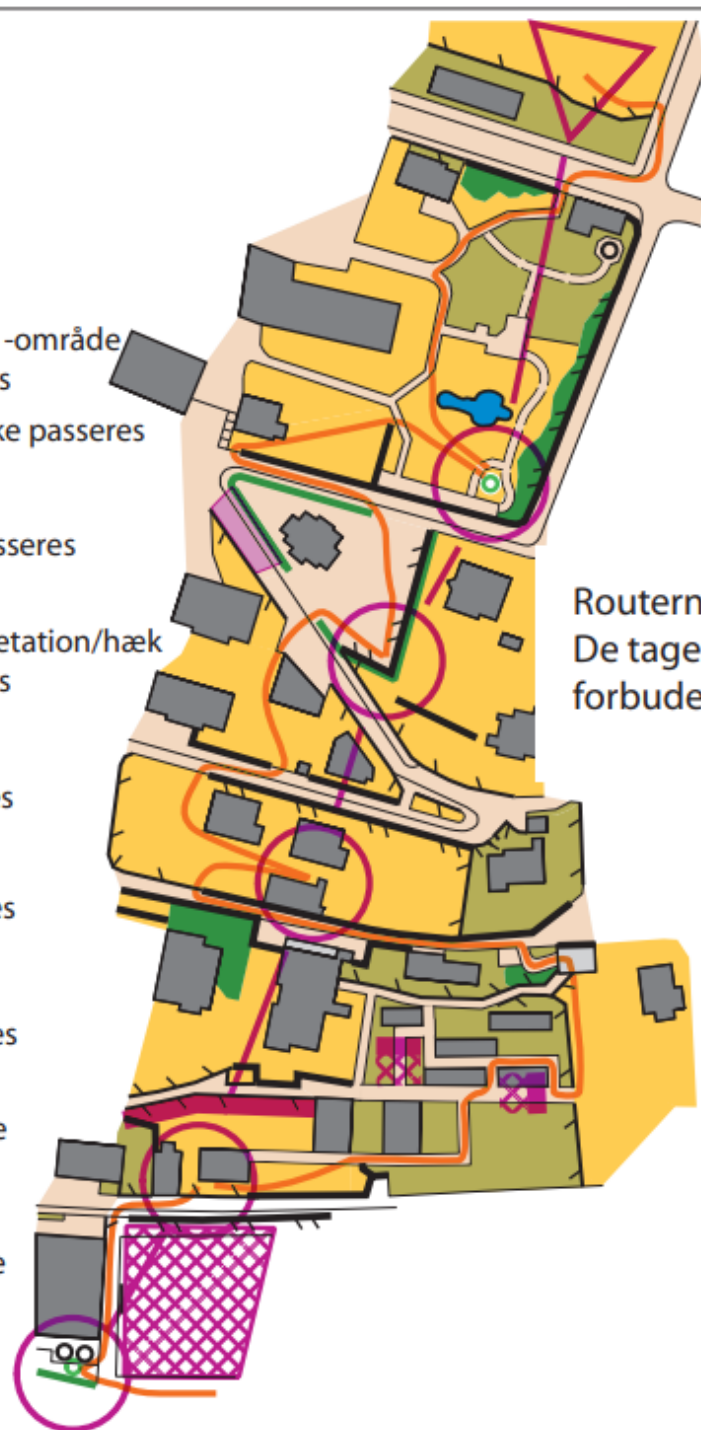 -område
s
ke passeres
sseres
etation/hæk
s
es
es
es
e
e
Routern
De tage
forbude